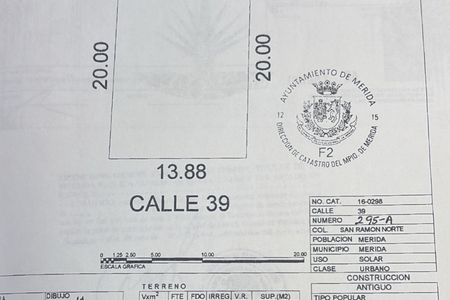 20.00
20.00
AYUNTAMIENTO DE MERIDA
12 15
DIRECCION DE CATASTRO DEL MPIO. DE MERIDA
F2
13.88
CALLE 39
NO. CAT. 16-0298
CALLE 39
NUMERO 295-A
COL. SAN RAMON NORTE
POBLACION MERIDA
MUNICIPIO MERIDA
USO SOLAR
CLASE URBANO
0 1.25 2.50 5.00 10.00 20.00
ESCALA GRAFICA
CONSTRUCCION
TERRENO
ANTIGUO
DIBUJO
Vxm² FTE FDO IRREG V.R. SUP.(M2)
TIPO POPULAR